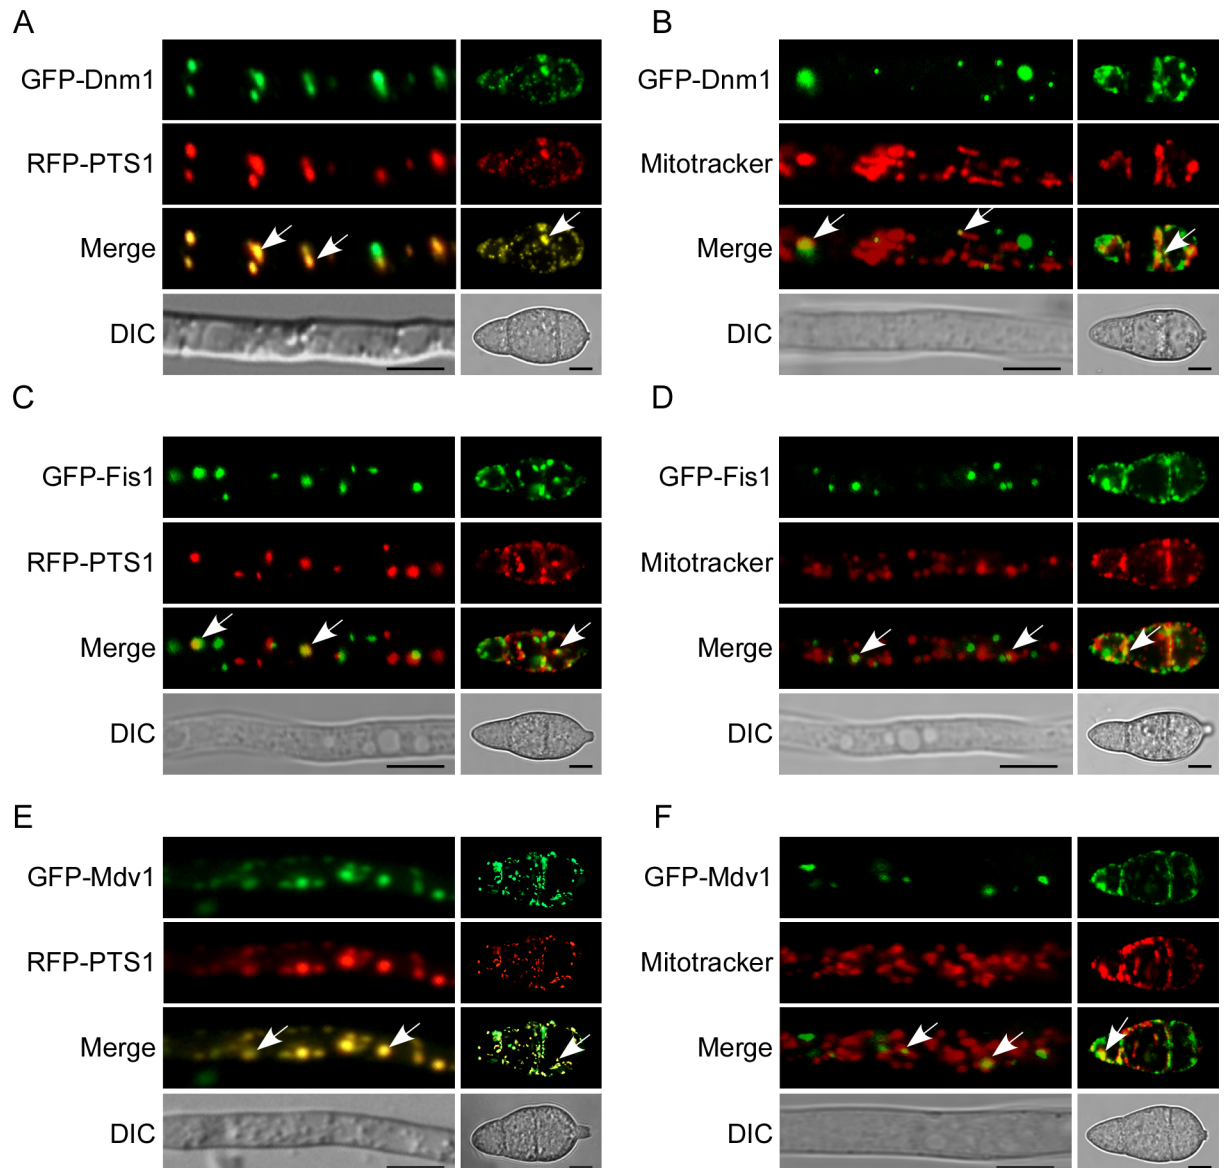 A
GFP-Dnm1
RFP-PTS1
Merge
DIC
B
GFP-Dnm1
Mitotracker
Merge
DIC
C
GFP-Fis1
RFP-PTS1
Merge
DIC
D
GFP-Fis1
Mitotracker
Merge
DIC
E
GFP-Mdv1
RFP-PTS1
Merge
DIC
F
GFP-Mdv1
Mitotracker
Merge
DIC